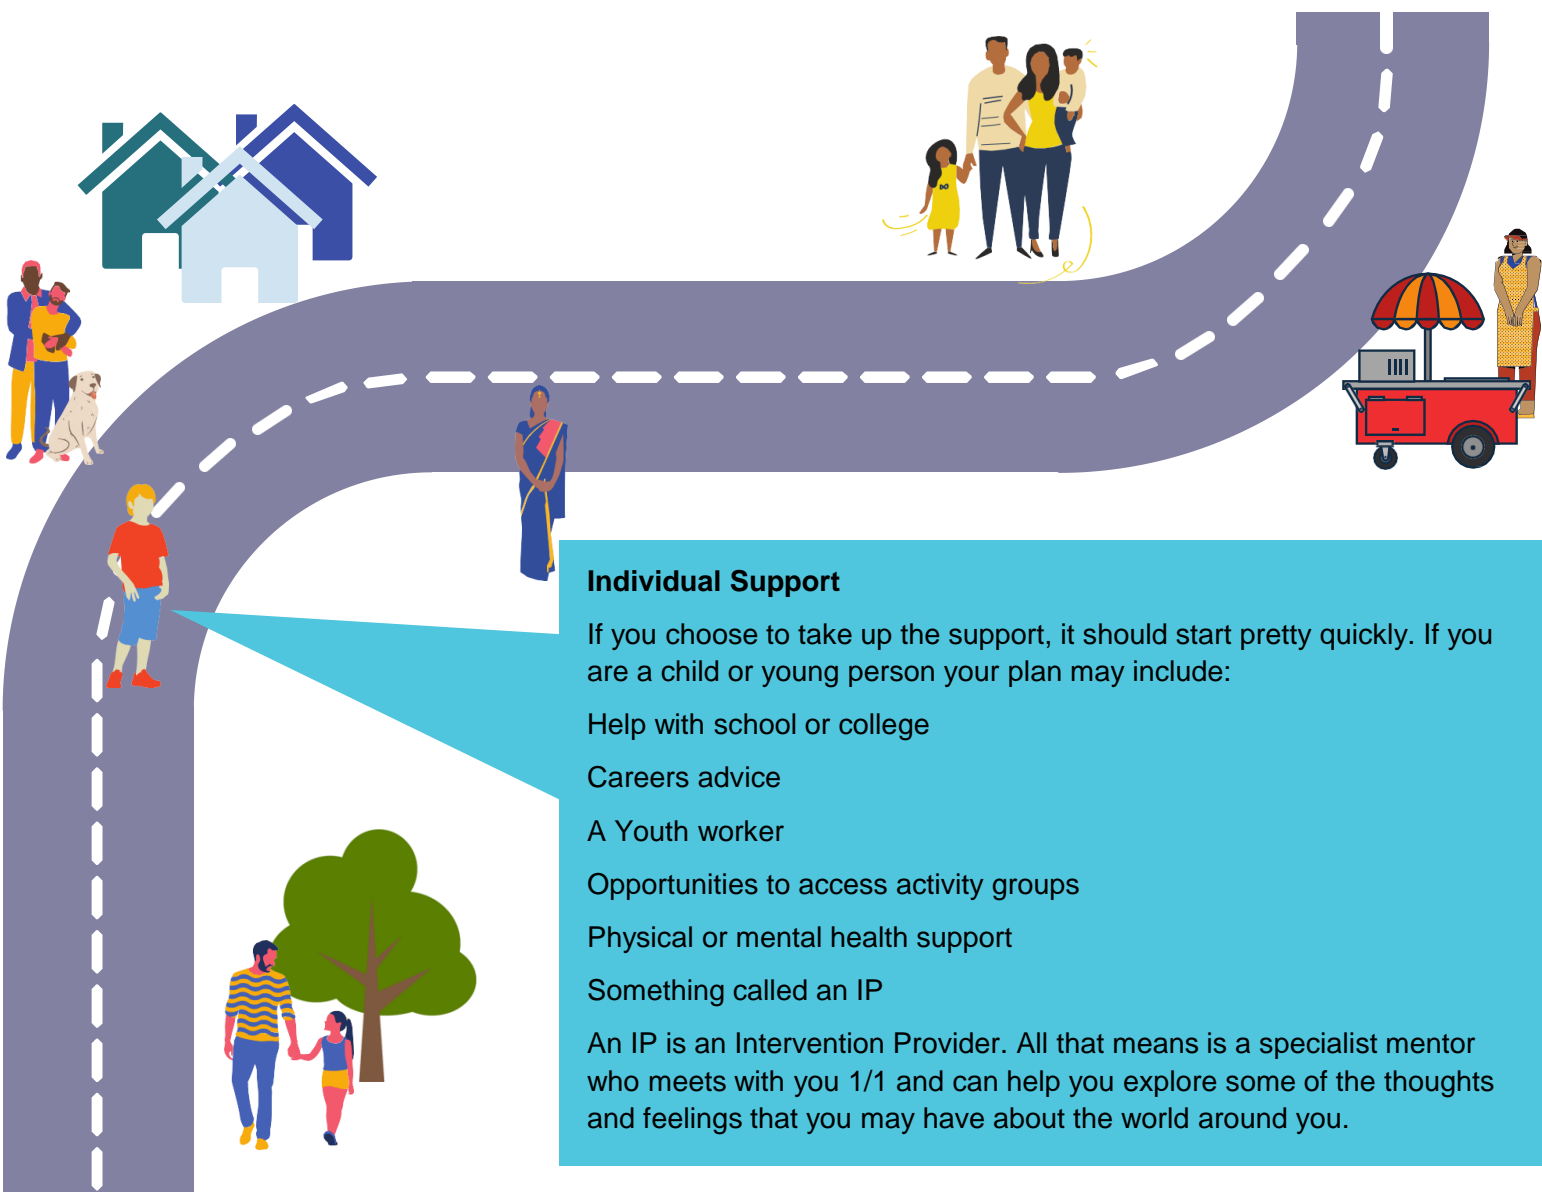 Individual Support
If you choose to take up the support, it should start pretty quickly. If you
are a child or young person your plan may include:
Help with school or college
Careers advice
A Youth worker
Opportunities to access activity groups
Physical or mental health support
Something called an IP
An IP is an Intervention Provider. All that means is a specialist mentor
who meets with you 1/1 and can help you explore some of the thoughts
and feelings that you may have about the world around you.